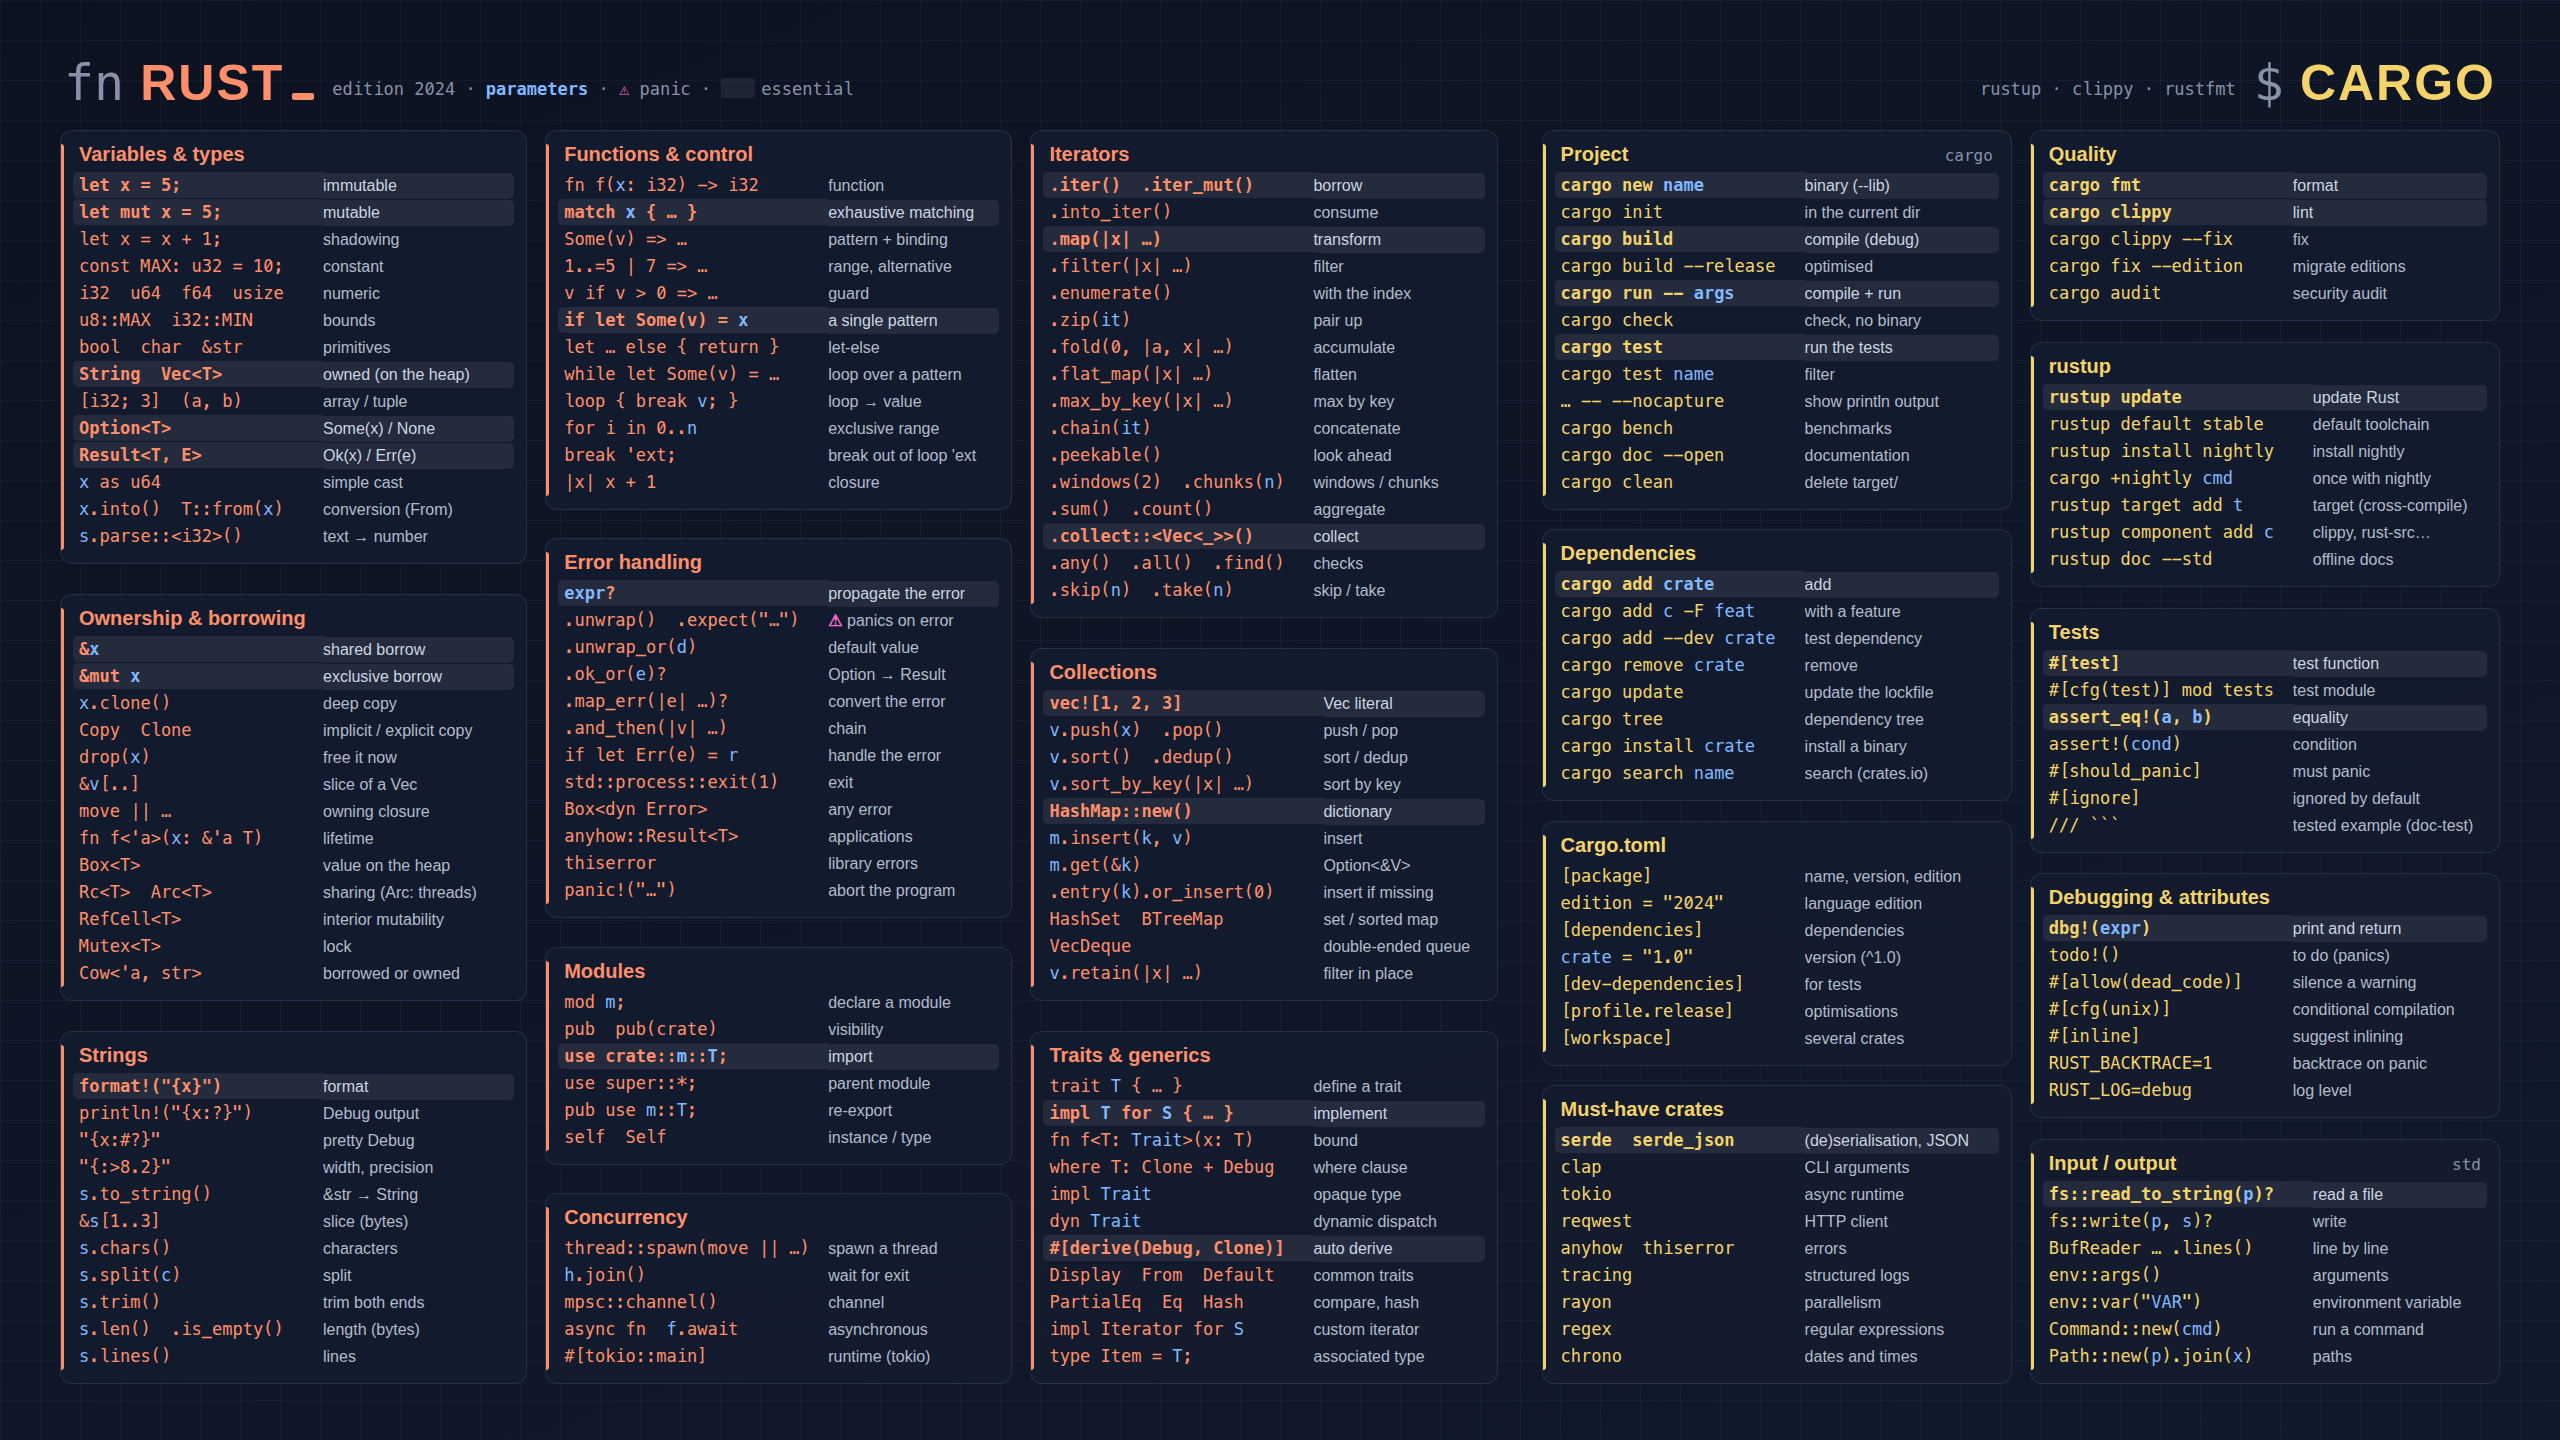 fn RUST_ edition 2024 · parameters · ⚠ panic · essential
rustup · clippy · rustfmt $ CARGO
Variables & types
let x = 5; immutable
let mut x = 5; mutable
let x = x + 1; shadowing
const MAX: u32 = 10; constant
i32 u64 f64 usize numeric
u8::MAX i32::MIN bounds
bool char &str primitives
String Vec<T> owned (on the heap)
[i32; 3] (a, b) array / tuple
Option<T> Some(x) / None
Result<T, E> Ok(x) / Err(e)
x as u64 simple cast
x.into() T::from(x) conversion (From)
s.parse::<i32>() text → number
Ownership & borrowing
&x shared borrow
&mut x exclusive borrow
x.clone() deep copy
Copy Clone implicit / explicit copy
drop(x) free it now
&v[..] slice of a Vec
move || … owning closure
fn f<'a>(x: &'a T) lifetime
Box<T> value on the heap
Rc<T> Arc<T> sharing (Arc: threads)
RefCell<T> interior mutability
Mutex<T> lock
Cow<'a, str> borrowed or owned
Strings
format!("{x}") format
println!("{x:?}") Debug output
"{x:#?}" pretty Debug
"{:>8.2}" width, precision
s.to_string() &str → String
&s[1..3] slice (bytes)
s.chars() characters
s.split(c) split
s.trim() trim both ends
s.len() .is_empty() length (bytes)
s.lines() lines
Functions & control
fn f(x: i32) -> i32 function
match x { … } exhaustive matching
Some(v) => … pattern + binding
1..=5 | 7 => … range, alternative
v if v > 0 => … guard
if let Some(v) = x a single pattern
let … else { return } let-else
while let Some(v) = … loop over a pattern
loop { break v; } loop → value
for i in 0..n exclusive range
break 'ext; break out of loop 'ext
|x| x + 1 closure
Error handling
expr? propagate the error
.unwrap() .expect("…") ⚠ panics on error
.unwrap_or(d) default value
.ok_or(e)? Option → Result
.map_err(|e| …)? convert the error
.and_then(|v| …) chain
if let Err(e) = r handle the error
std::process::exit(1) exit
Box<dyn Error> any error
anyhow::Result<T> applications
thiserror library errors
panic!("…") abort the program
Modules
mod m; declare a module
pub pub(crate) visibility
use crate::m::T; import
use super::*; parent module
pub use m::T; re-export
self Self instance / type
Concurrency
thread::spawn(move || …) spawn a thread
h.join() wait for exit
mpsc::channel() channel
async fn f.await asynchronous
#[tokio::main] runtime (tokio)
Iterators
.iter() .iter_mut() borrow
.into_iter() consume
.map(|x| …) transform
.filter(|x| …) filter
.enumerate() with the index
.zip(it) pair up
.fold(0, |a, x| …) accumulate
.flat_map(|x| …) flatten
.max_by_key(|x| …) max by key
.chain(it) concatenate
.peekable() look ahead
.windows(2) .chunks(n) windows / chunks
.sum() .count() aggregate
.collect::<Vec<_>>() collect
.any() .all() .find() checks
.skip(n) .take(n) skip / take
Collections
vec![1, 2, 3] Vec literal
v.push(x) .pop() push / pop
v.sort() .dedup() sort / dedup
v.sort_by_key(|x| …) sort by key
HashMap::new() dictionary
m.insert(k, v) insert
m.get(&k) Option<&V>
.entry(k).or_insert(0) insert if missing
HashSet BTreeMap set / sorted map
VecDeque double-ended queue
v.retain(|x| …) filter in place
Traits & generics
trait T { … } define a trait
impl T for S { … } implement
fn f<T: Trait>(x: T) bound
where T: Clone + Debug where clause
impl Trait opaque type
dyn Trait dynamic dispatch
#[derive(Debug, Clone)] auto derive
Display From Default common traits
PartialEq Eq Hash compare, hash
impl Iterator for S custom iterator
type Item = T; associated type
Project cargo
cargo new name binary (--lib)
cargo init in the current dir
cargo build compile (debug)
cargo build --release optimised
cargo run -- args compile + run
cargo check check, no binary
cargo test run the tests
cargo test name filter
… -- --nocapture show println output
cargo bench benchmarks
cargo doc --open documentation
cargo clean delete target/
Dependencies
cargo add crate add
cargo add c -F feat with a feature
cargo add --dev crate test dependency
cargo remove crate remove
cargo update update the lockfile
cargo tree dependency tree
cargo install crate install a binary
cargo search name search (crates.io)
Cargo.toml
[package] name, version, edition
edition = "2024" language edition
[dependencies] dependencies
crate = "1.0" version (^1.0)
[dev-dependencies] for tests
[profile.release] optimisations
[workspace] several crates
Must-have crates
serde serde_json (de)serialisation, JSON
clap CLI arguments
tokio async runtime
reqwest HTTP client
anyhow thiserror errors
tracing structured logs
rayon parallelism
regex regular expressions
chrono dates and times
Quality
cargo fmt format
cargo clippy lint
cargo clippy --fix fix
cargo fix --edition migrate editions
cargo audit security audit
rustup
rustup update update Rust
rustup default stable default toolchain
rustup install nightly install nightly
cargo +nightly cmd once with nightly
rustup target add t target (cross-compile)
rustup component add c clippy, rust-src…
rustup doc --std offline docs
Tests
#[test] test function
#[cfg(test)] mod tests test module
assert_eq!(a, b) equality
assert!(cond) condition
#[should_panic] must panic
#[ignore] ignored by default
/// ``` tested example (doc-test)
Debugging & attributes
dbg!(expr) print and return
todo!() to do (panics)
#[allow(dead_code)] silence a warning
#[cfg(unix)] conditional compilation
#[inline] suggest inlining
RUST_BACKTRACE=1 backtrace on panic
RUST_LOG=debug log level
Input / output std
fs::read_to_string(p)? read a file
fs::write(p, s)? write
BufReader … .lines() line by line
env::args() arguments
env::var("VAR") environment variable
Command::new(cmd) run a command
Path::new(p).join(x) paths